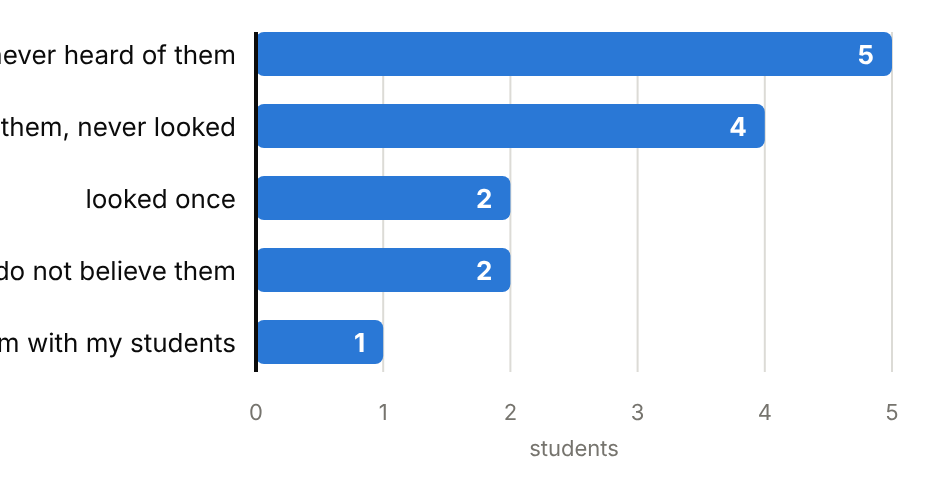 never heard of them 5
them, never looked 4
looked once 2
do not believe them 2
with my students 1
0 1 2 3 4 5
students